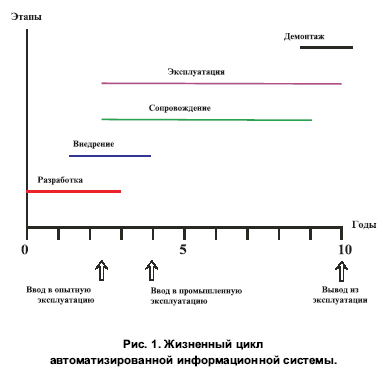 Этапы
Демонтаж
Эксплуатация
Сопровождение
Внедрение
Разработка
Годы
0 5 10
Ввод в опытную
эксплуатацию
Ввод в промышленную
эксплуатацию
Вывод из
эксплуатации
Рис. 1. Жизненный цикл
автоматизированной информационной системы.